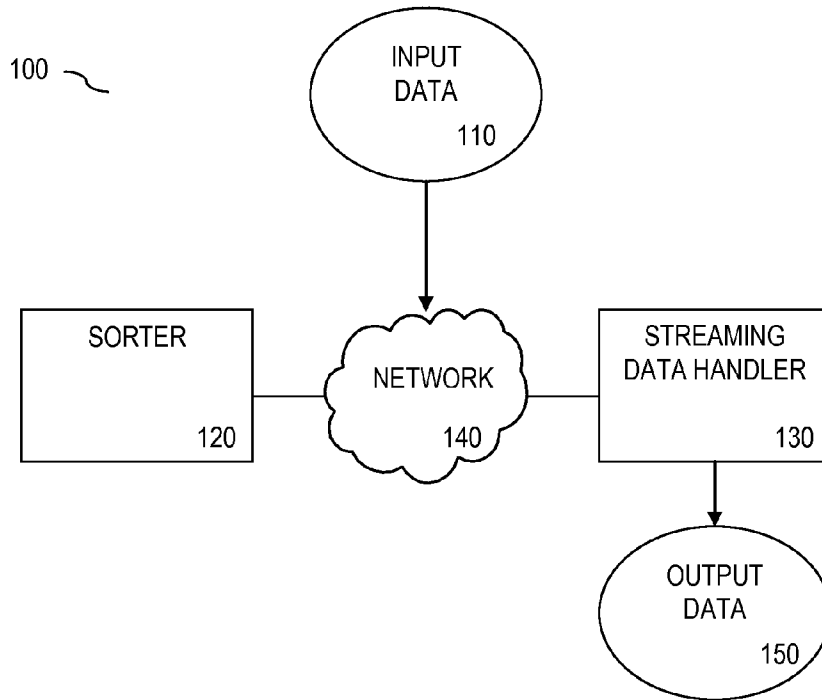 100
INPUT
DATA
110
SORTER
120
NETWORK
140
STREAMING
DATA HANDLER
130
OUTPUT
DATA
150